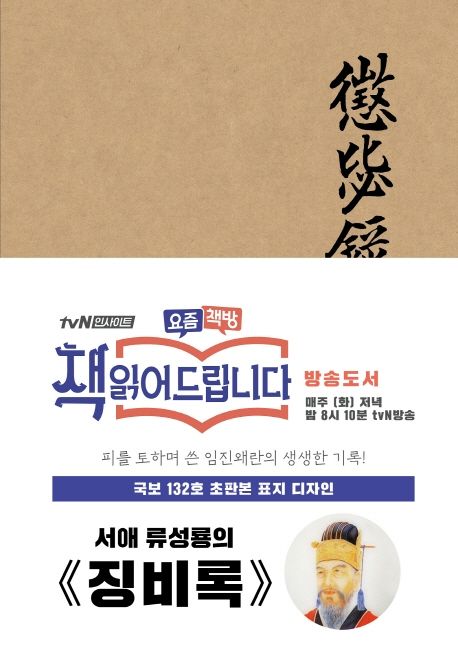 懲毖錄
tvN 인사이트
요즘 책방
책 읽어드립니다
방송도서
매주 (화) 저녁
밤 8시 10분 tvN방송
피를 토하며 쓴 임진왜란의 생생한 기록!
국보 132호 초판본 표지 디자인
서애 류성룡의
《징비록》